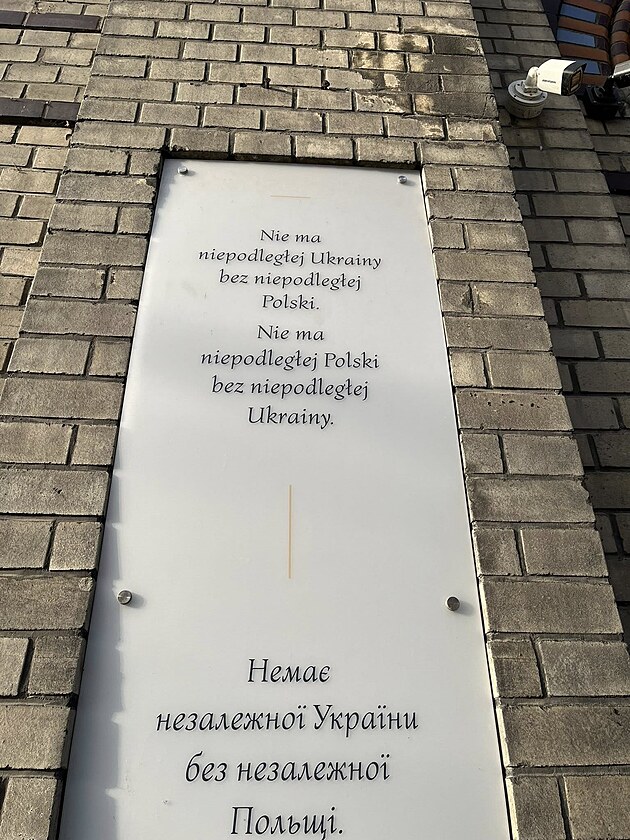 Nie ma
niepodległej Ukrainy
bez niepodległej
Polski.
Nie ma
niepodległej Polski
bez niepodległej
Ukrainy.
Немає
незалежної України
без незалежної
Польщі.